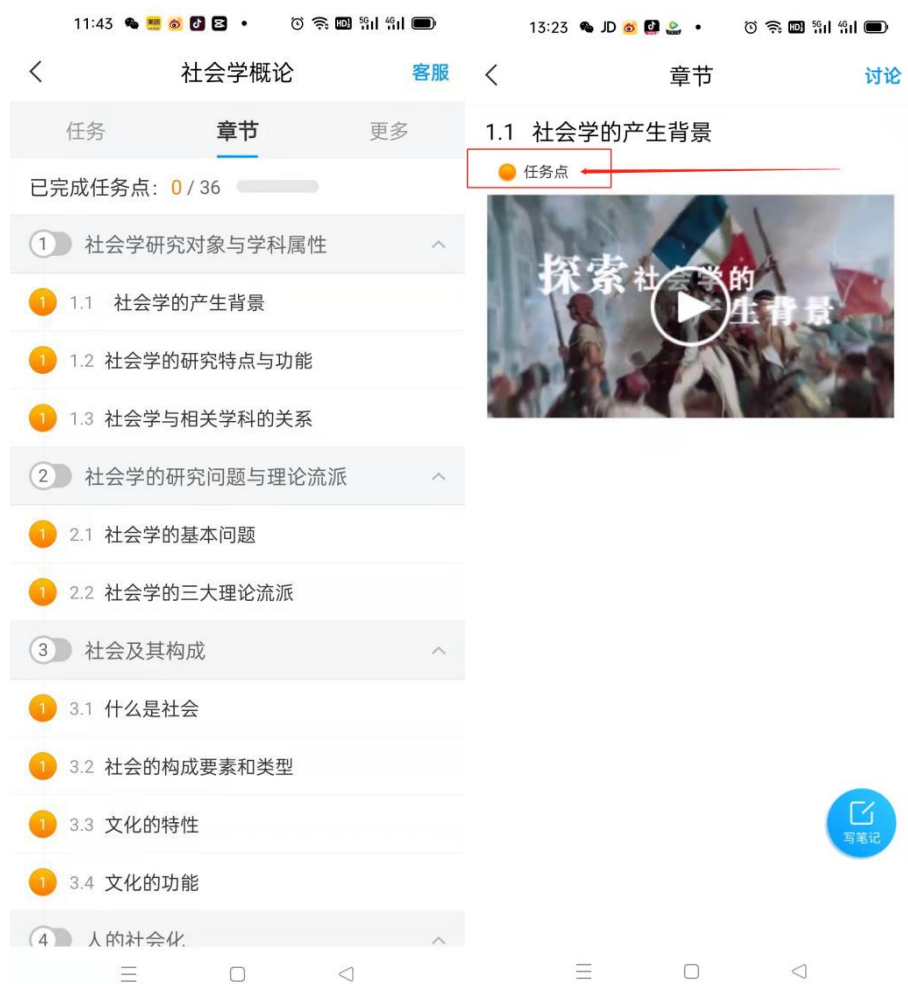 11:43
HD 5G 4G
社会学概论 客服
任务 章节 更多
已完成任务点: 0 / 36
1 社会学研究对象与学科属性
1 1.1 社会学的产生背景
1 1.2 社会学的研究特点与功能
1 1.3 社会学与相关学科的关系
2 社会学的研究问题与理论流派
1 2.1 社会学的基本问题
1 2.2 社会学的三大理论流派
3 社会及其构成
1 3.1 什么是社会
1 3.2 社会的构成要素和类型
1 3.3 文化的特性
1 3.4 文化的功能
4 人的社会化
13:23 JD
HD 5G 4G
章节 讨论
1.1 社会学的产生背景
任务点
探索社会学的
产生背景
写笔记